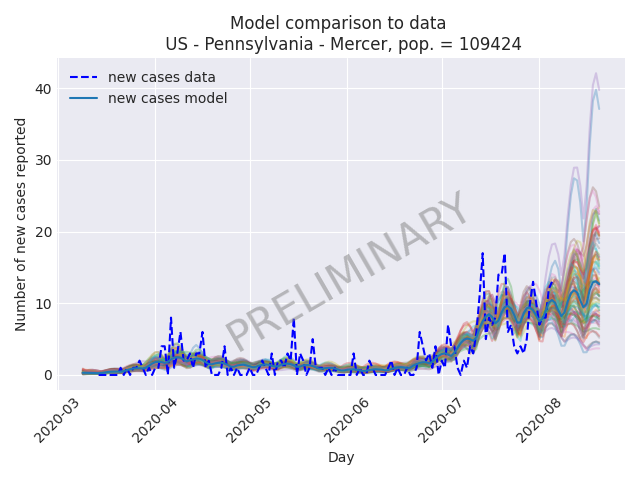 Model comparison to data
US - Pennsylvania - Mercer, pop. = 109424
new cases data
new cases model
40
30
20
10
0
Number of new cases reported
PRELIMINARY
2020-03
2020-04
2020-05
2020-06
2020-07
2020-08
Day